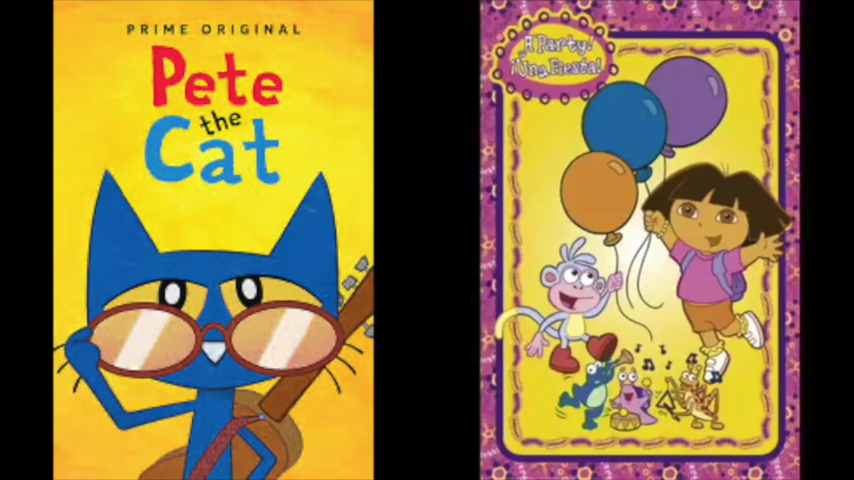 PRIME ORIGINAL
Pete
the
Cat
A Party!
¡Una Fiesta!